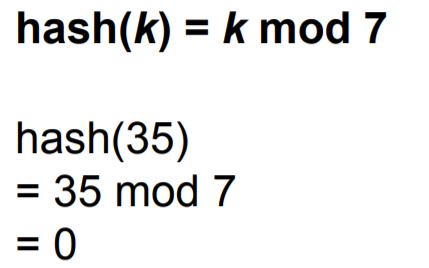 hash(k) = k mod 7
hash(35)
= 35 mod 7
= 0